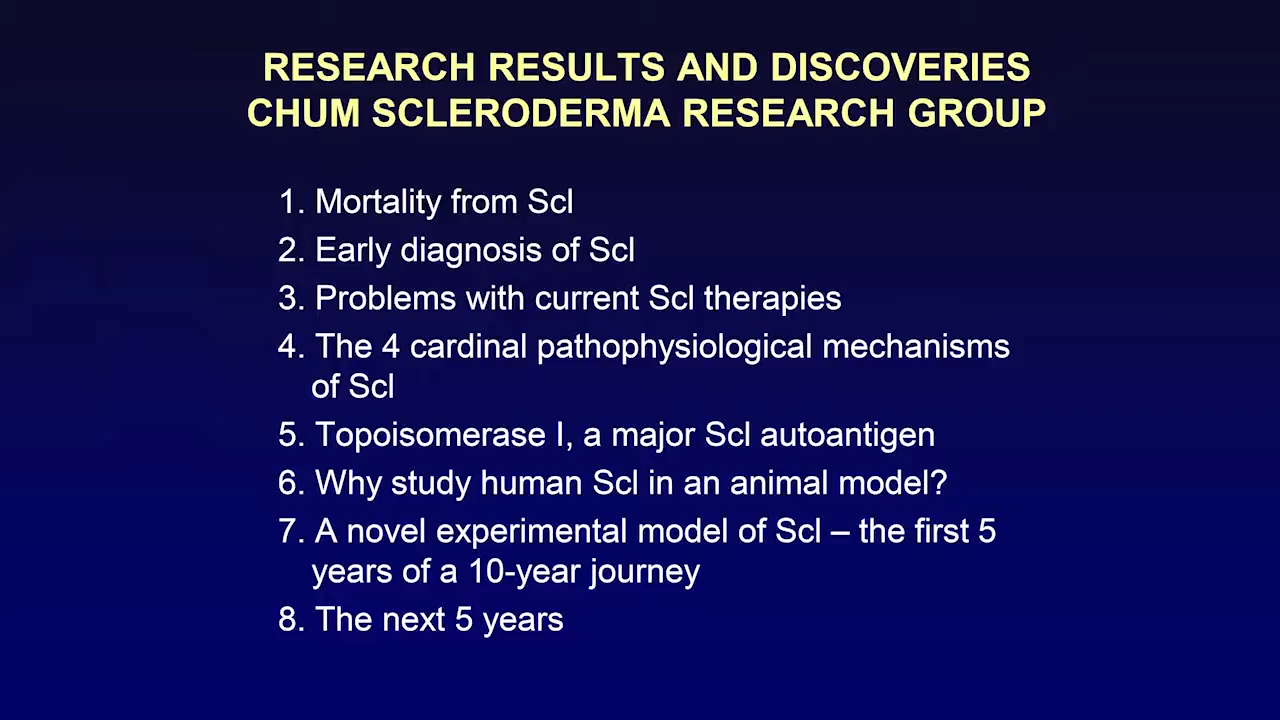 RESEARCH RESULTS AND DISCOVERIES
CHUM SCLERODERMA RESEARCH GROUP
1. Mortality from Scl
2. Early diagnosis of Scl
3. Problems with current Scl therapies
4. The 4 cardinal pathophysiological mechanisms
of Scl
5. Topoisomerase I, a major Scl autoantigen
6. Why study human Scl in an animal model?
7. A novel experimental model of Scl – the first 5
years of a 10-year journey
8. The next 5 years